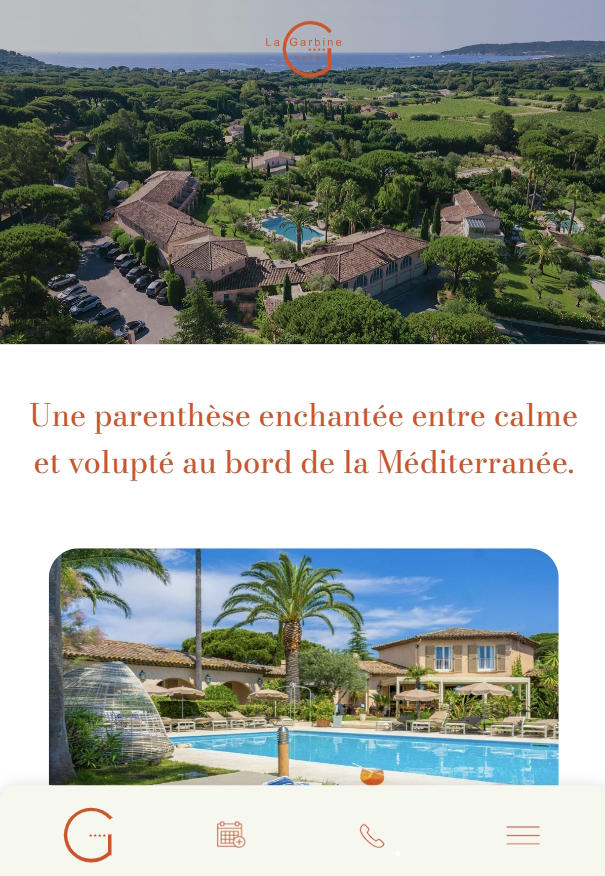 La Garbine
Une parenthèse enchantée entre calme
et volupté au bord de la Méditerranée.